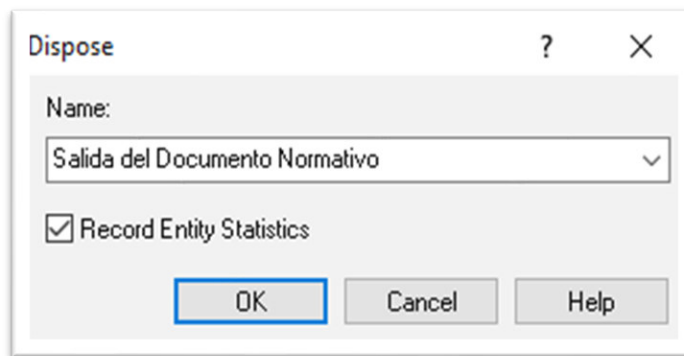 Dispose ?
Name:
Salida del Documento Normativo
Record Entity Statistics
OK Cancel Help